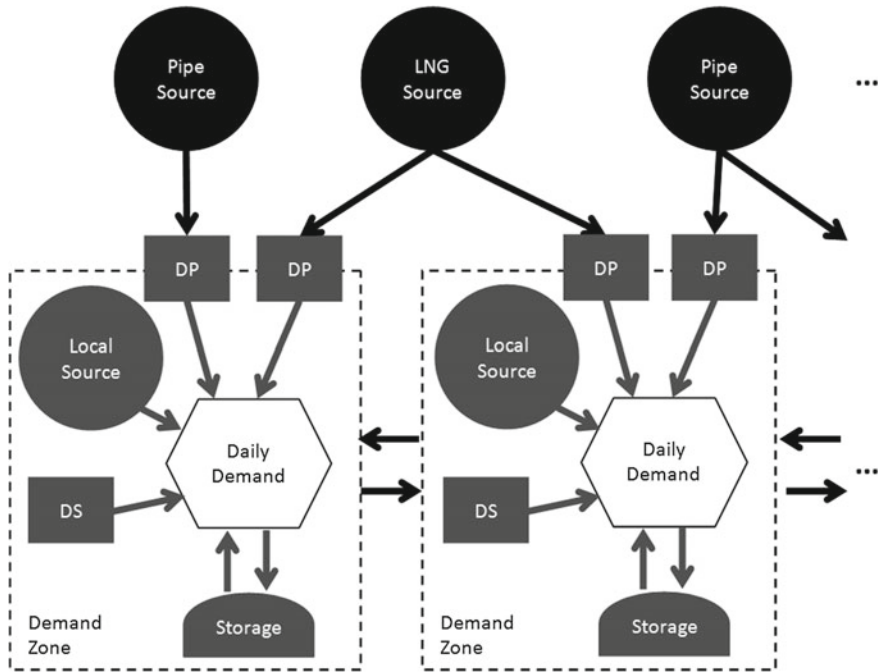 Pipe
Source
LNG
Source
Pipe
Source
...
DP
DP
DP
DP
Local
Source
Local
Source
Daily
Demand
Daily
Demand
...
DS
DS
Storage
Storage
Demand
Zone
Demand
Zone